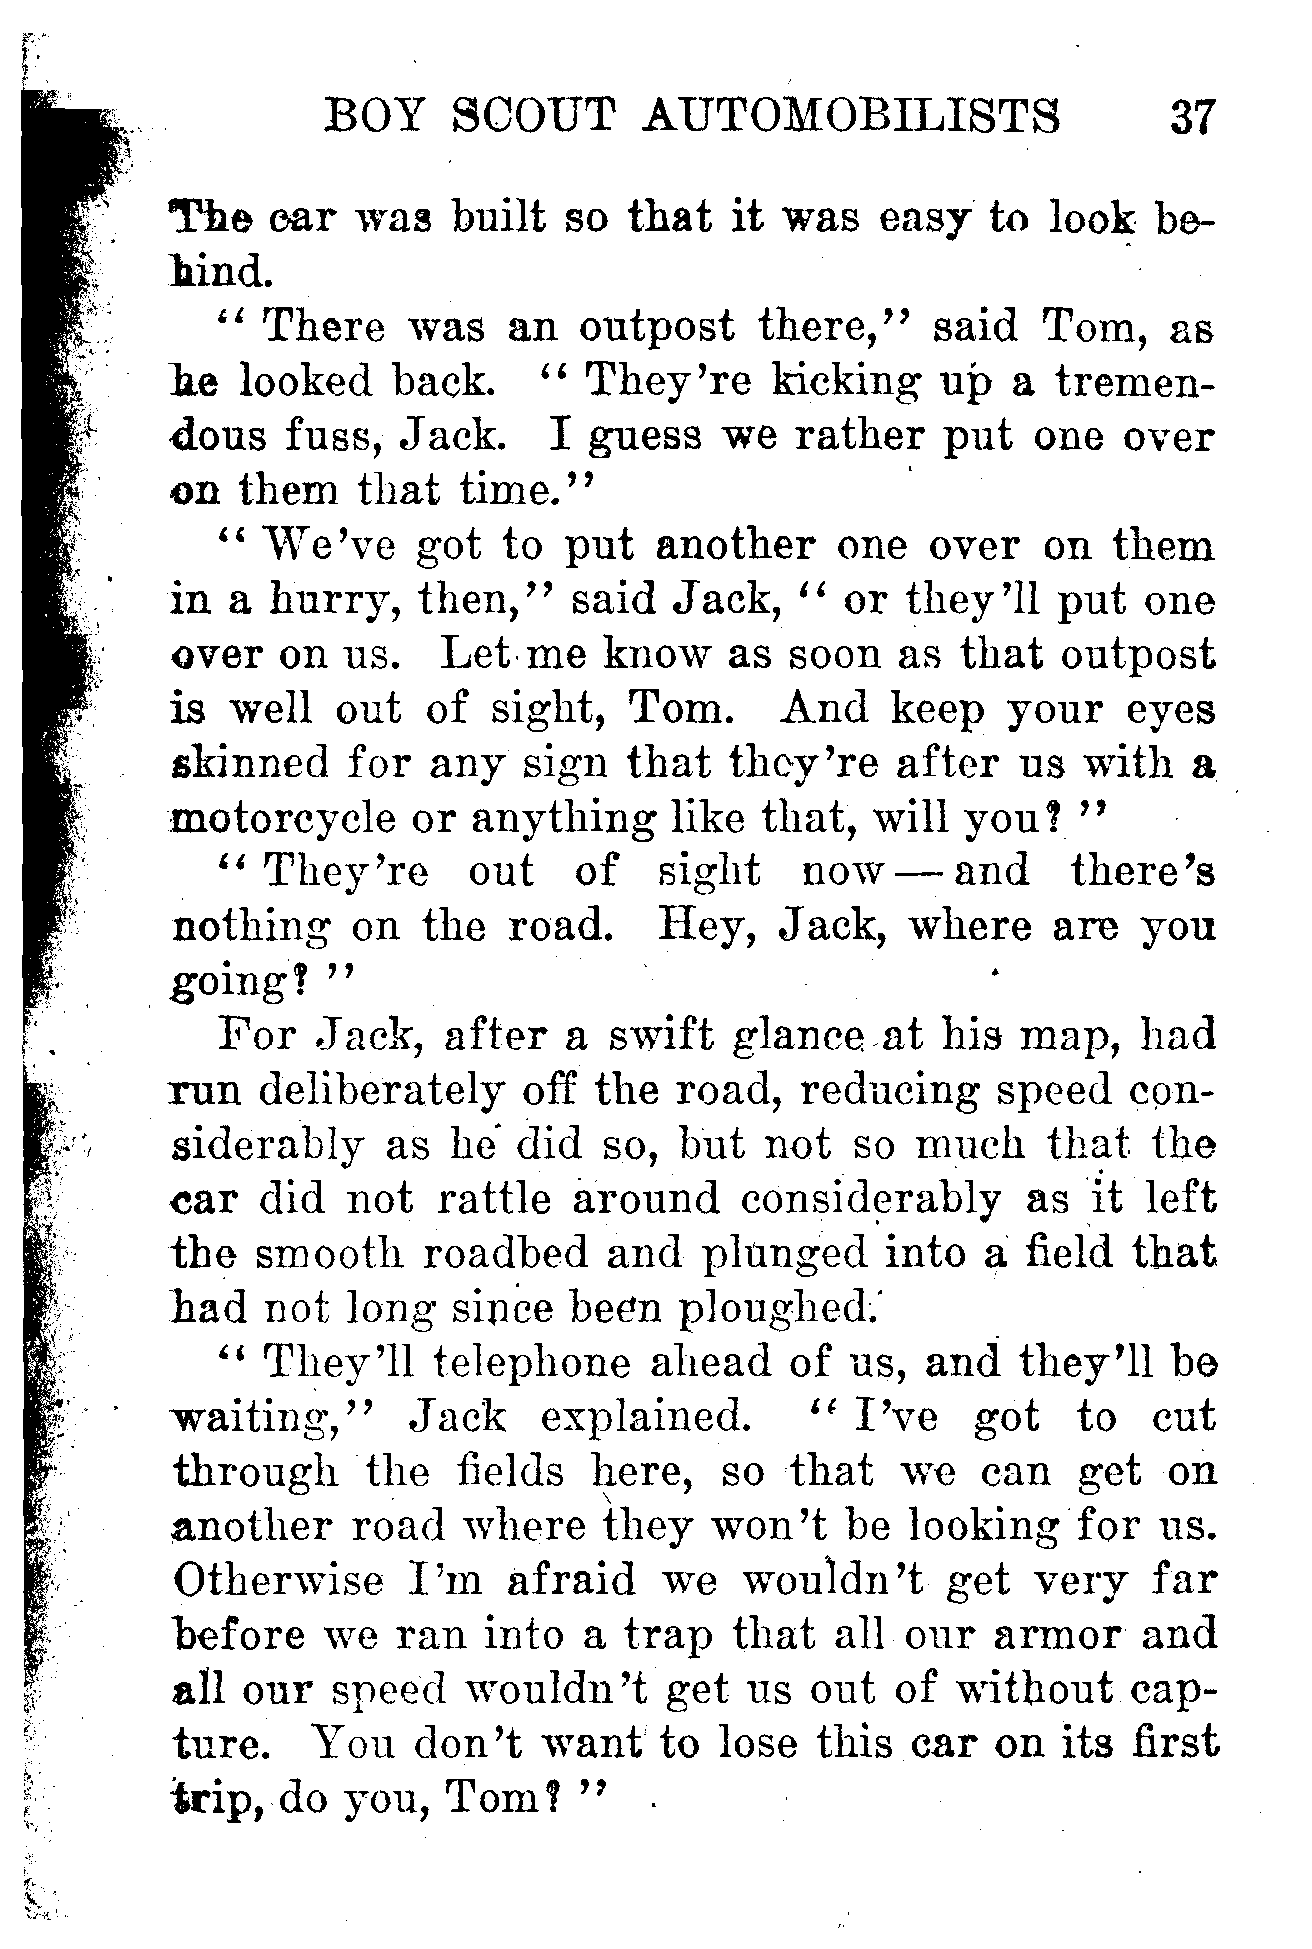 BOY SCOUT AUTOMOBILISTS 37
The car was built so that it was easy to look be-
hind.
" There was an outpost there," said Tom, as
he looked back. " They're kicking up a tremen-
dous fuss, Jack. I guess we rather put one over
on them that time."
" We've got to put another one over on them
in a hurry, then," said Jack, " or they'll put one
over on us. Let me know as soon as that outpost
is well out of sight, Tom. And keep your eyes
skinned for any sign that they're after us with a
motorcycle or anything like that, will you? "
" They're out of sight now — and there's
nothing on the road. Hey, Jack, where are you
going? "
For Jack, after a swift glance at his map, had
run deliberately off the road, reducing speed con-
siderably as he did so, but not so much that the
car did not rattle around considerably as it left
the smooth roadbed and plunged into a field that
had not long since been ploughed.
" They'll telephone ahead of us, and they'll be
waiting," Jack explained. " I've got to cut
through the fields here, so that we can get on
another road where they won't be looking for us.
Otherwise I'm afraid we wouldn't get very far
before we ran into a trap that all our armor and
all our speed wouldn't get us out of without cap-
ture. You don't want to lose this car on its first
trip, do you, Tom? "